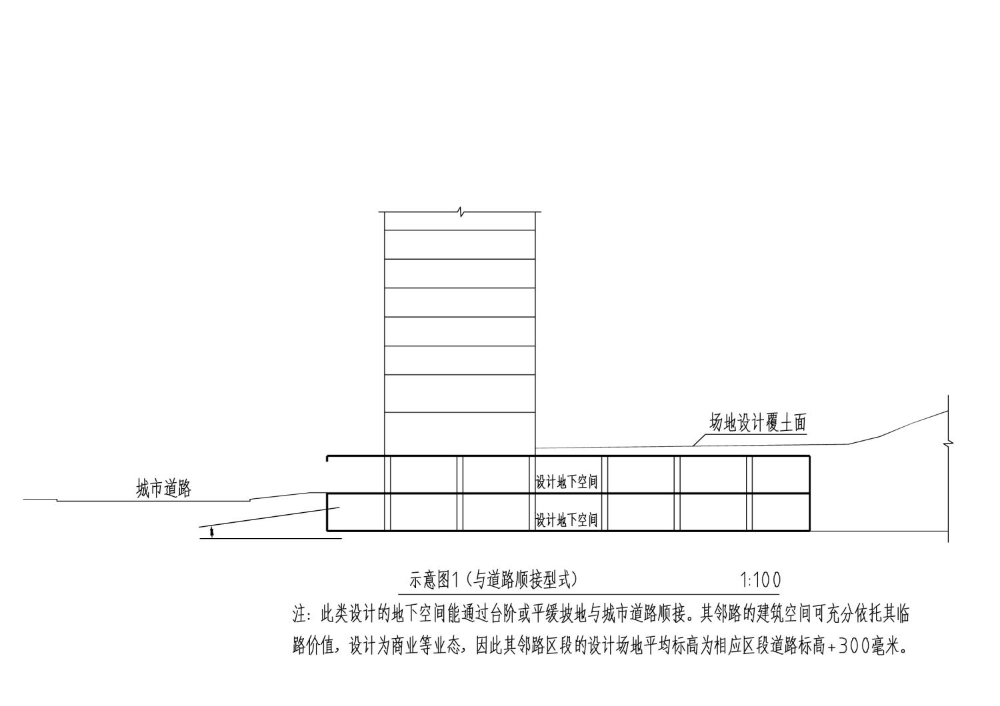 场地设计覆土面
城市道路
设计地下空间
设计地下空间
示意图1（与道路顺接型式） 1:100
注：此类设计的地下空间能通过台阶或平缓坡地与城市道路顺接。其邻路的建筑空间可充分依托其临
路价值，设计为商业等业态，因此其邻路区段的设计场地平均标高为相应区段道路标高+300毫米。